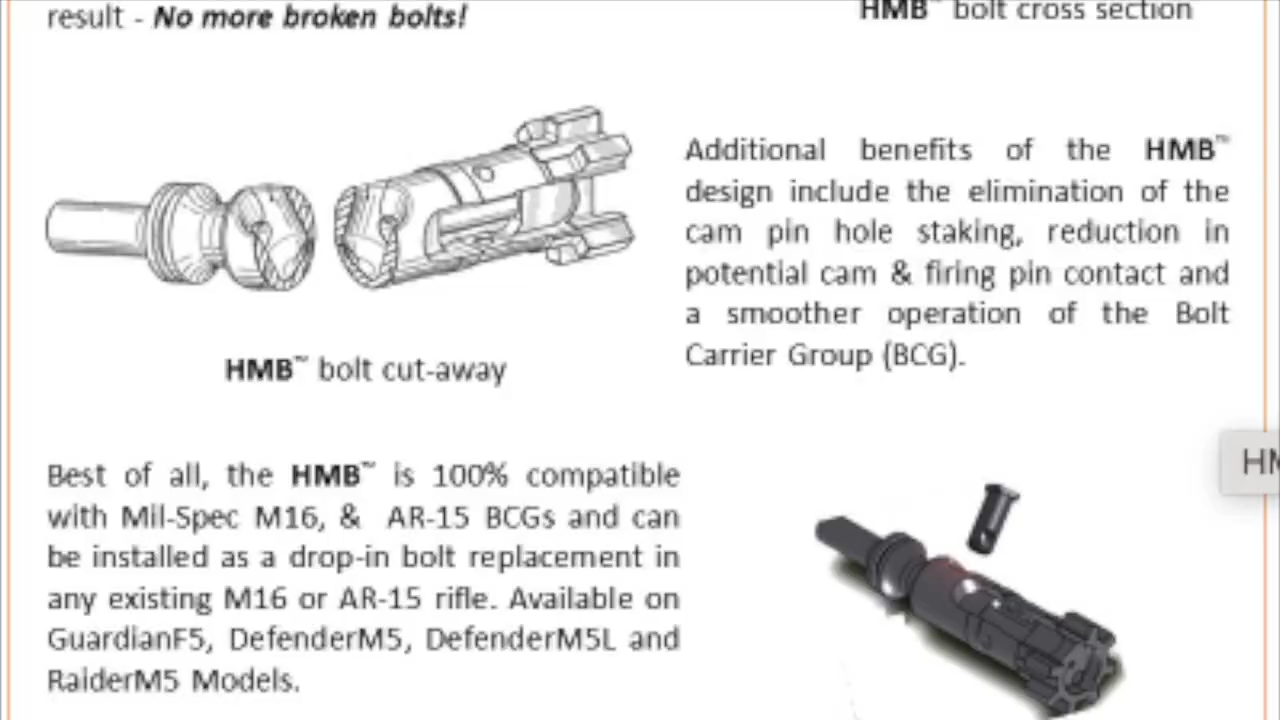 result - No more broken bolts!
HMB™ bolt cross section
Additional benefits of the HMB™
design include the elimination of the
cam pin hole staking, reduction in
potential cam & firing pin contact and
a smoother operation of the Bolt
Carrier Group (BCG).
HMB™ bolt cut-away
HM
Best of all, the HMB™ is 100% compatible
with Mil-Spec M16, & AR-15 BCGs and can
be installed as a drop-in bolt replacement in
any existing M16 or AR-15 rifle. Available on
GuardianF5, DefenderM5, DefenderM5L and
RaiderM5 Models.